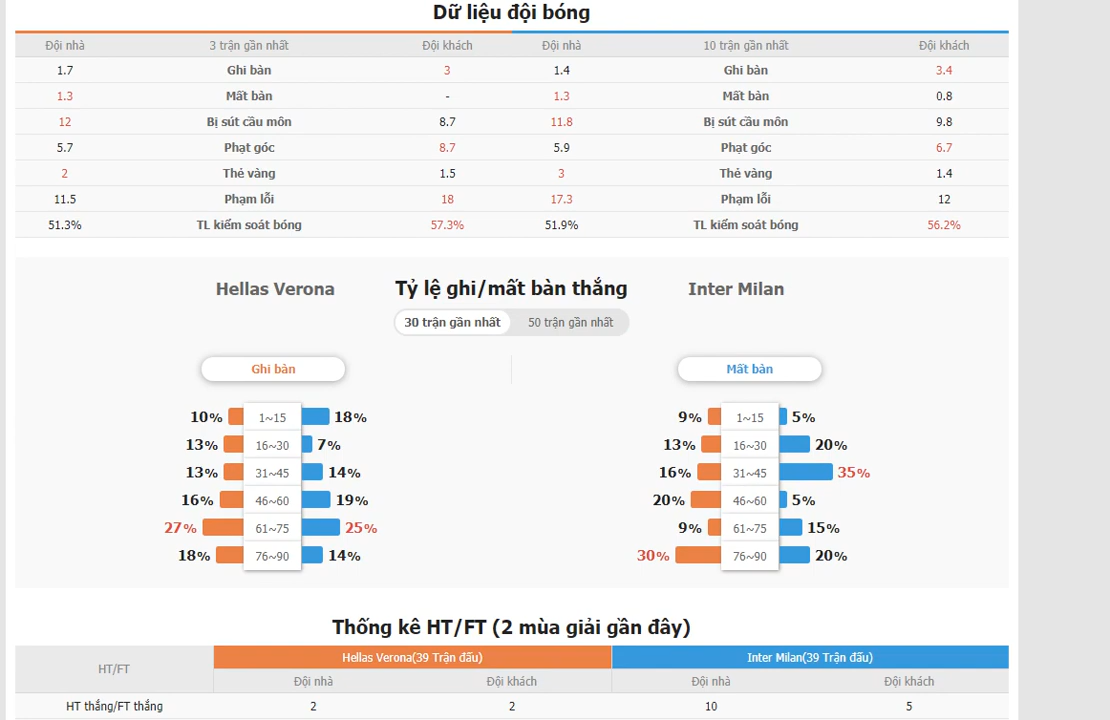 Dữ liệu đội bóng
Đội nhà 3 trận gần nhất Đội khách Đội nhà 10 trận gần nhất Đội khách
1.7 Ghi bàn 3 1.4 Ghi bàn 3.4
1.3 Mất bàn - 1.3 Mất bàn 0.8
12 Bị sút cầu môn 8.7 11.8 Bị sút cầu môn 9.8
5.7 Phạt góc 8.7 5.9 Phạt góc 6.7
2 Thẻ vàng 1.5 3 Thẻ vàng 1.4
11.5 Phạm lỗi 18 17.3 Phạm lỗi 12
51.3% TL kiểm soát bóng 57.3% 51.9% TL kiểm soát bóng 56.2%
Hellas Verona Tỷ lệ ghi/mất bàn thắng Inter Milan
30 trận gần nhất 50 trận gần nhất
Ghi bàn Mất bàn
10% 1~15 18% 9% 1~15 5%
13% 16~30 7% 13% 16~30 20%
13% 31~45 14% 16% 31~45 35%
16% 46~60 19% 20% 46~60 5%
27% 61~75 25% 9% 61~75 15%
18% 76~90 14% 30% 76~90 20%
Thống kê HT/FT (2 mùa giải gần đây)
HT/FT Hellas Verona(39 Trận đấu) Inter Milan(39 Trận đấu)
Đội nhà Đội khách Đội nhà Đội khách
HT thắng/FT thắng 2 2 10 5